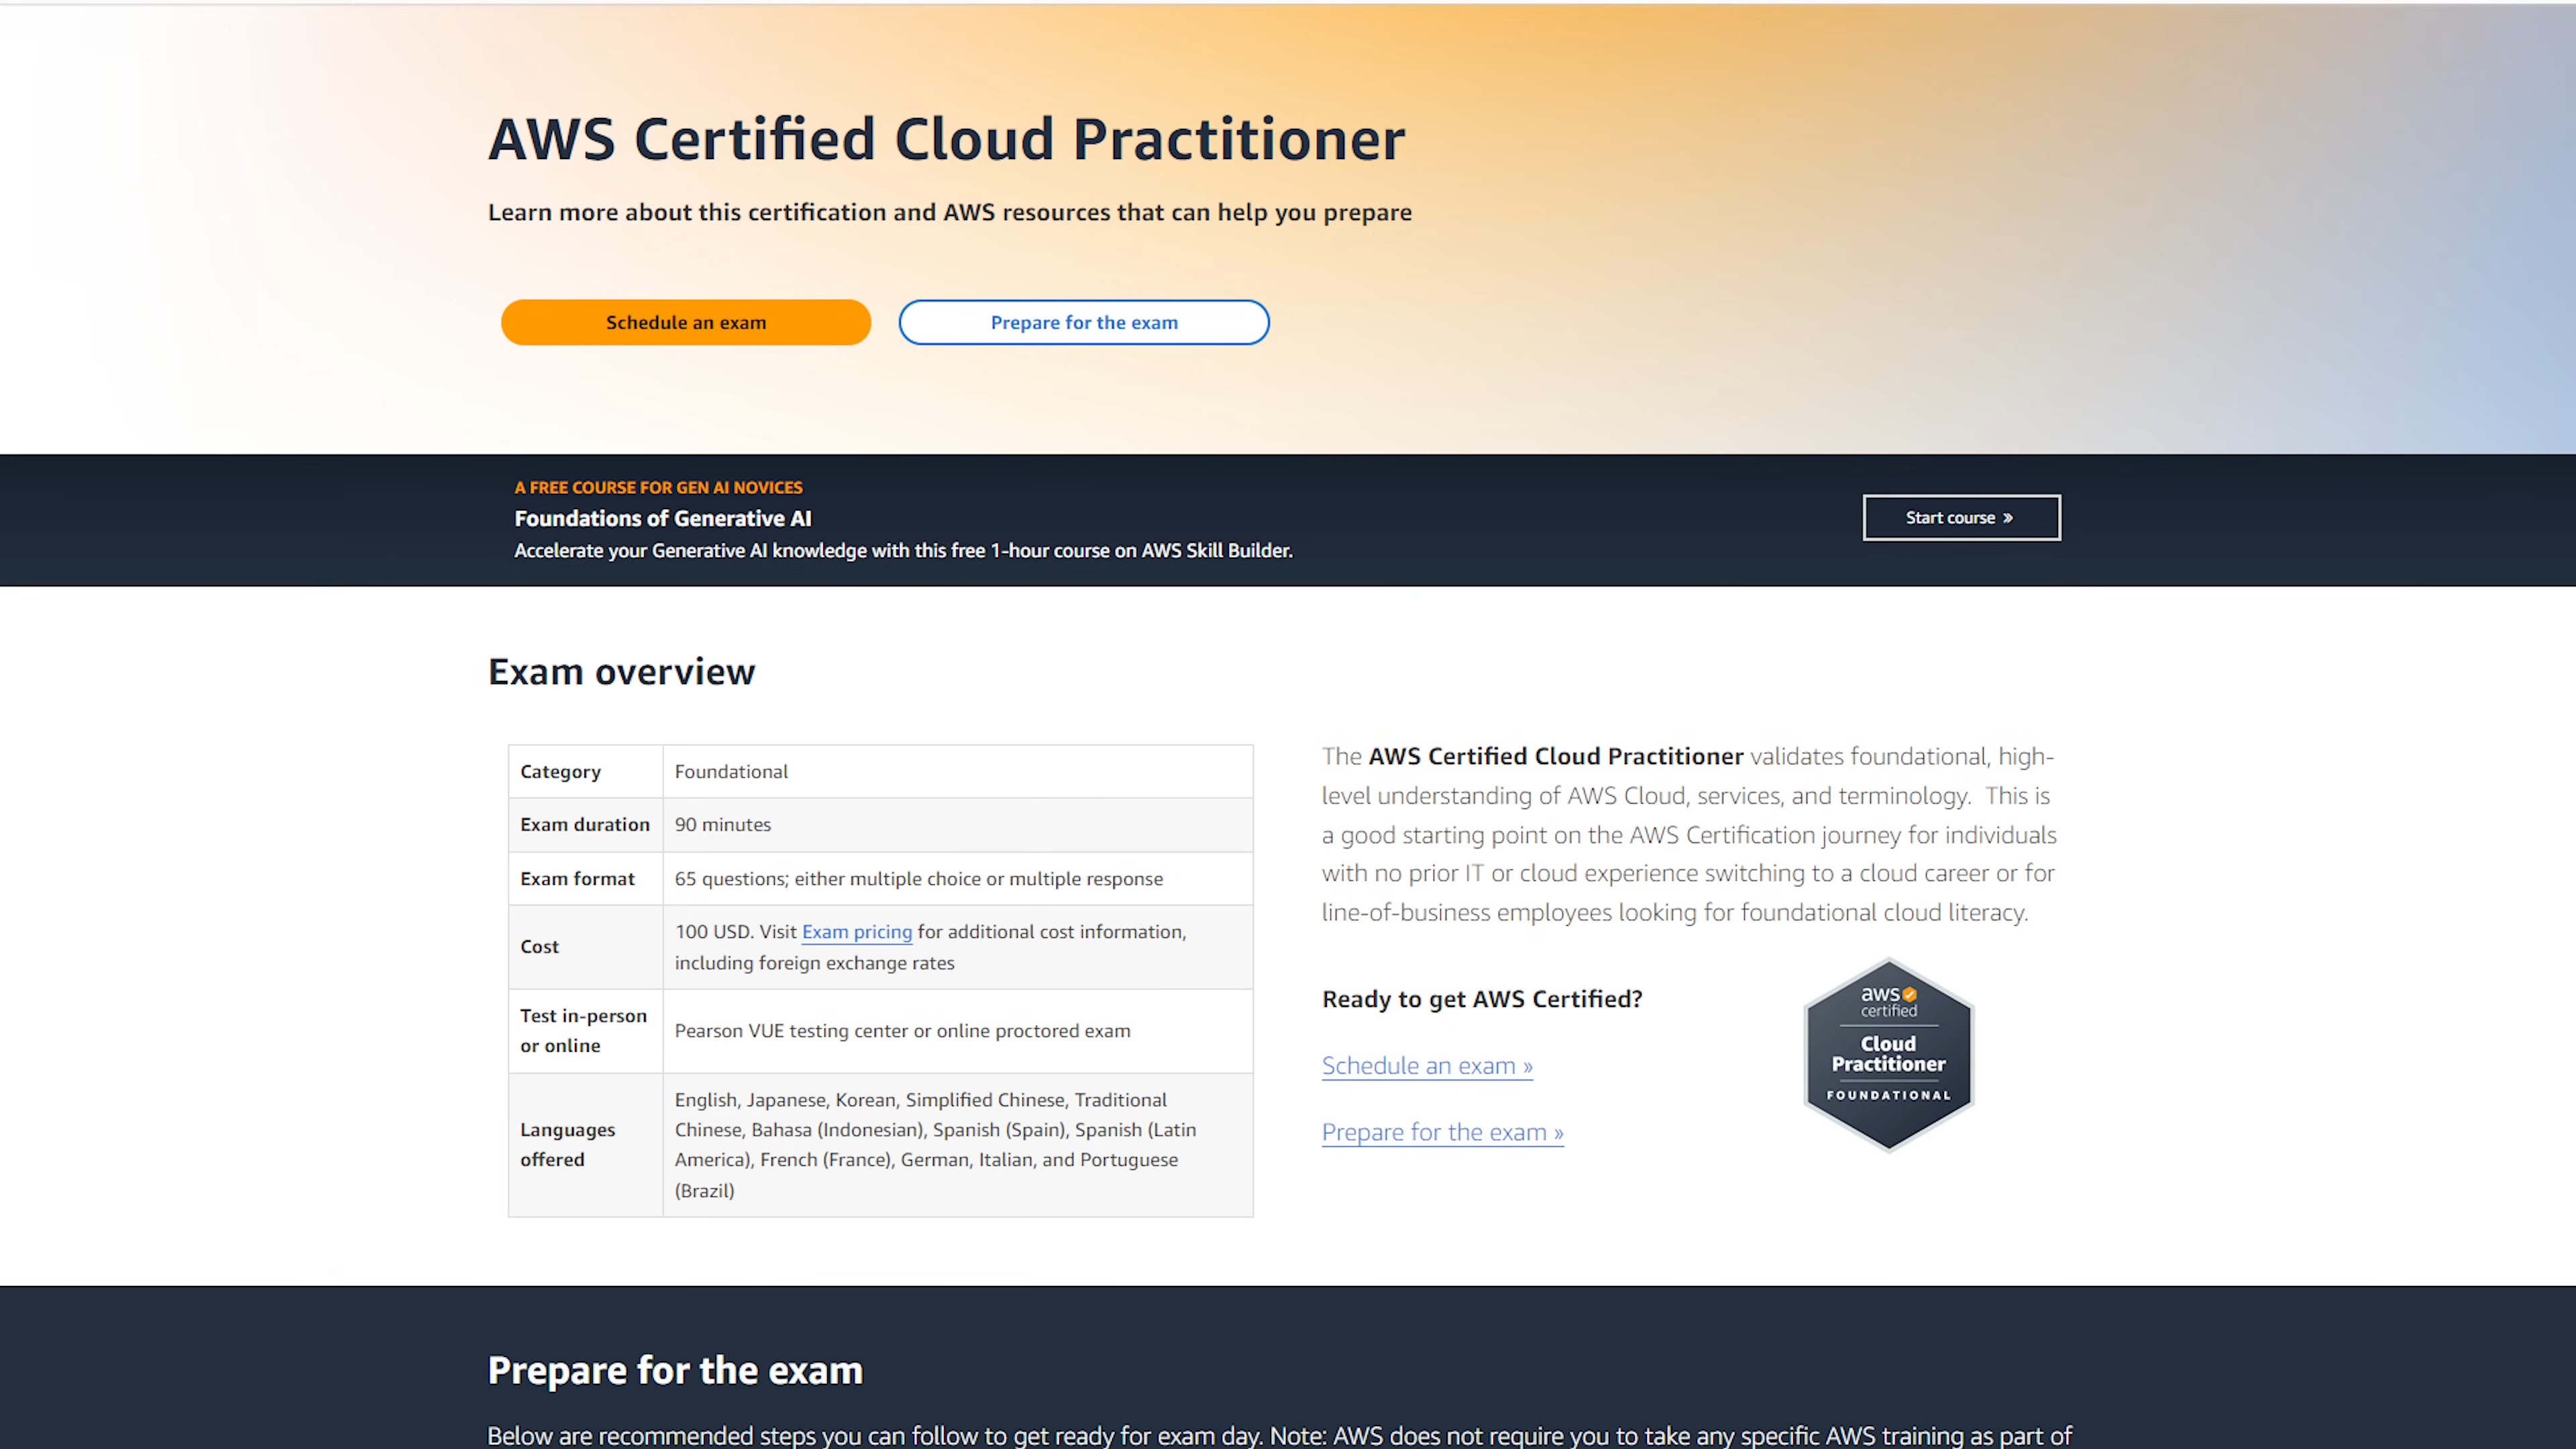 AWS Certified Cloud Practitioner
Learn more about this certification and AWS resources that can help you prepare
Schedule an exam
Prepare for the exam
A FREE COURSE FOR GEN AI NOVICES
Foundations of Generative AI
Accelerate your Generative AI knowledge with this free 1-hour course on AWS Skill Builder.
Start course »
Exam overview
Category Foundational
Exam duration 90 minutes
Exam format 65 questions; either multiple choice or multiple response
Cost
100 USD. Visit Exam pricing for additional cost information,
including foreign exchange rates
Test in-person
or online
Pearson VUE testing center or online proctored exam
Languages
offered
English, Japanese, Korean, Simplified Chinese, Traditional
Chinese, Bahasa (Indonesian), Spanish (Spain), Spanish (Latin
America), French (France), German, Italian, and Portuguese
(Brazil)
The AWS Certified Cloud Practitioner validates foundational, high-
level understanding of AWS Cloud, services, and terminology. This is
a good starting point on the AWS Certification journey for individuals
with no prior IT or cloud experience switching to a cloud career or for
line-of-business employees looking for foundational cloud literacy.
Ready to get AWS Certified?
Schedule an exam »
Prepare for the exam »
aws
certified
Cloud
Practitioner
FOUNDATIONAL
Prepare for the exam
Below are recommended steps you can follow to get ready for exam day. Note: AWS does not require you to take any specific AWS training as part of